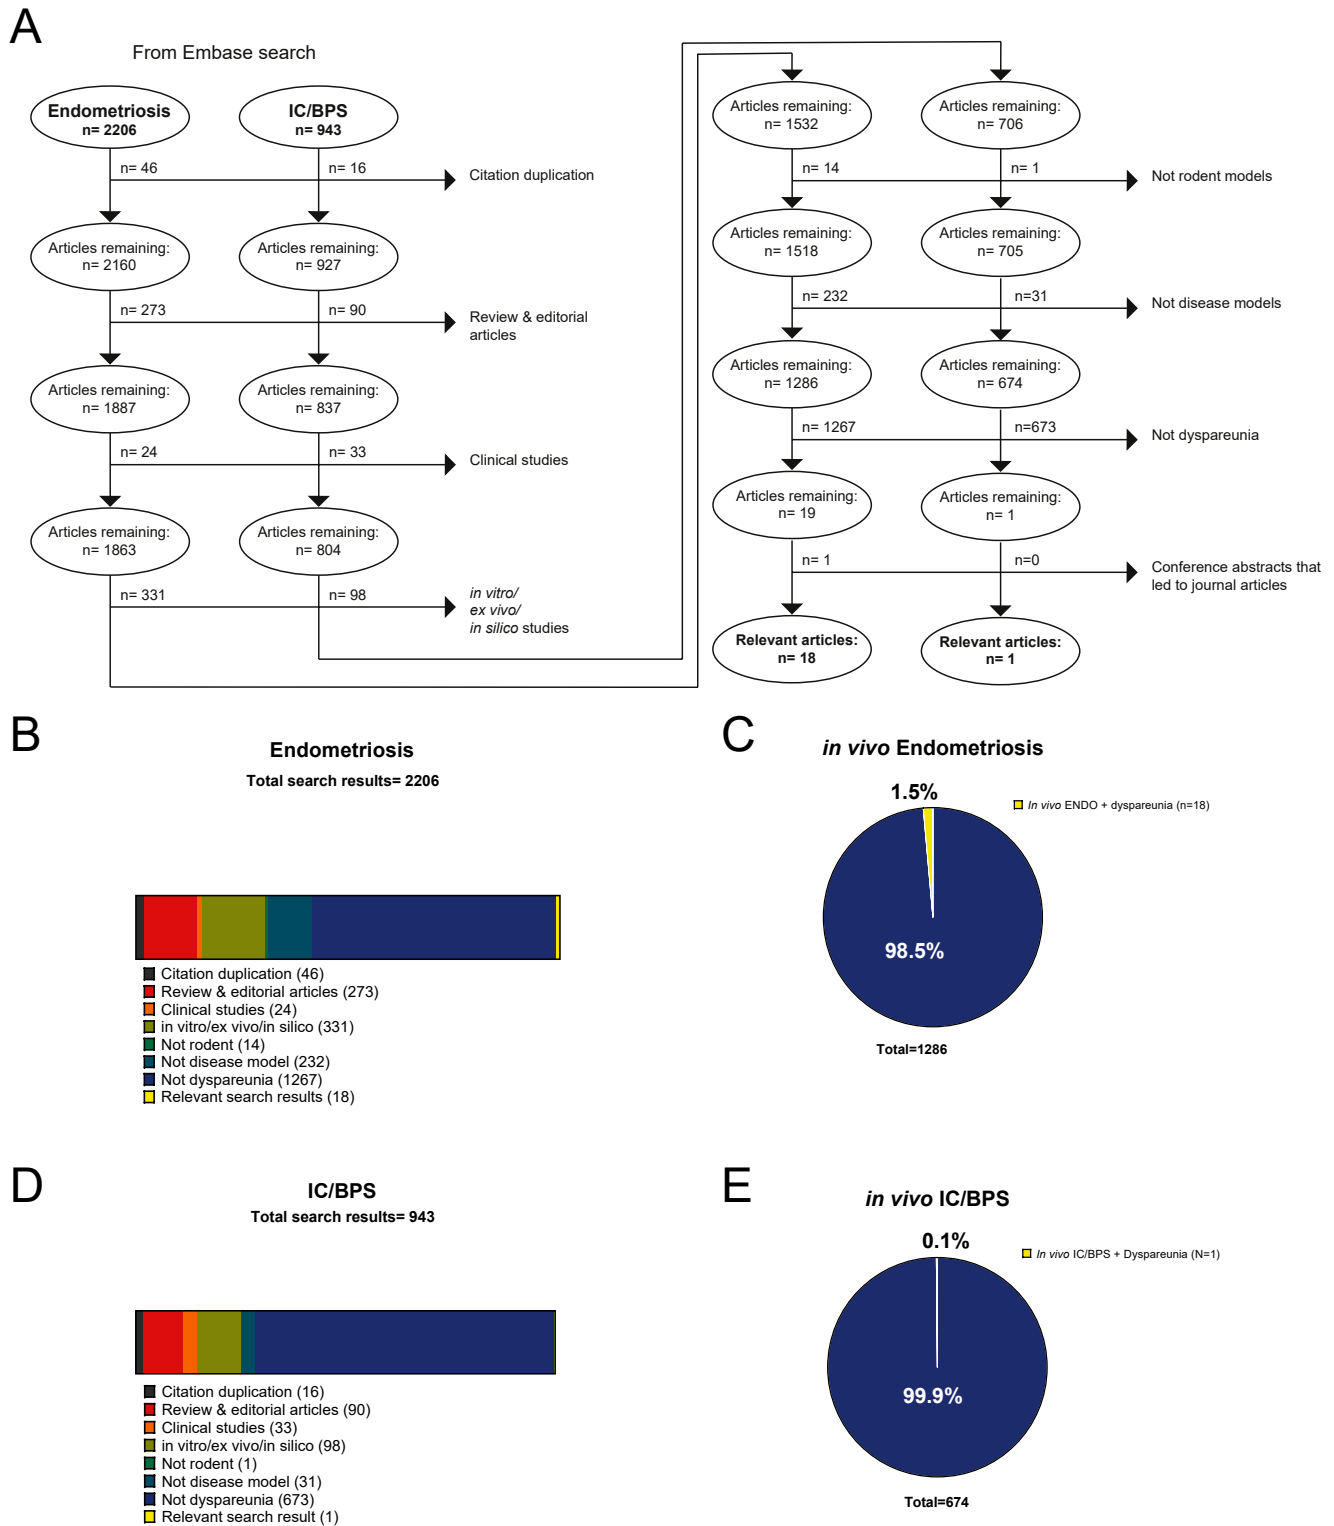 A
From Embase search
Endometriosis
n= 2206
IC/BPS
n= 943
n= 46
n= 16
Citation duplication
Articles remaining:
n= 2160
Articles remaining:
n= 927
n= 273
n= 90
Review & editorial
articles
Articles remaining:
n= 1887
Articles remaining:
n= 837
n= 24
n= 33
Clinical studies
Articles remaining:
n= 1863
Articles remaining:
n= 804
n= 331
n= 98
in vitro/
ex vivo/
in silico studies
Articles remaining:
n= 1532
Articles remaining:
n= 706
n= 14
n= 1
Not rodent models
Articles remaining:
n= 1518
Articles remaining:
n= 705
n= 232
n=31
Not disease models
Articles remaining:
n= 1286
Articles remaining:
n= 674
n= 1267
n=673
Not dyspareunia
Articles remaining:
n= 19
Articles remaining:
n= 1
n= 1
n=0
Conference abstracts that
led to journal articles
Relevant articles:
n= 18
Relevant articles:
n= 1
B
Endometriosis
Total search results= 2206
Citation duplication (46)
Review & editorial articles (273)
Clinical studies (24)
in vitro/ex vivo/in silico (331)
Not rodent (14)
Not disease model (232)
Not dyspareunia (1267)
Relevant search results (18)
C
in vivo Endometriosis
1.5%
In vivo ENDO + dyspareunia (n=18)
98.5%
Total=1286
D
IC/BPS
Total search results= 943
Citation duplication (16)
Review & editorial articles (90)
Clinical studies (33)
in vitro/ex vivo/in silico (98)
Not rodent (1)
Not disease model (31)
Not dyspareunia (673)
Relevant search result (1)
E
in vivo IC/BPS
0.1%
In vivo IC/BPS + Dyspareunia (N=1)
99.9%
Total=674